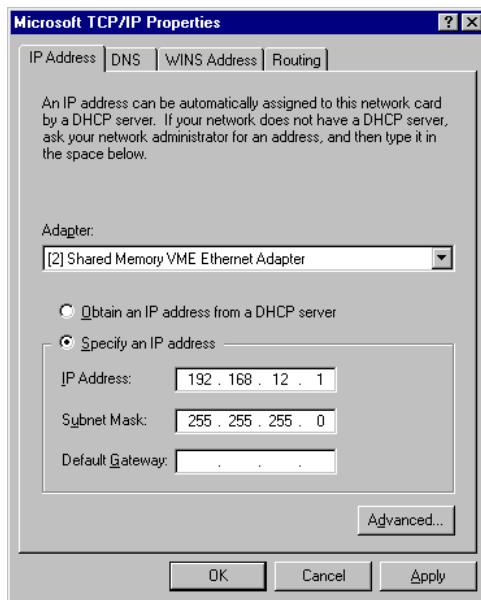 Microsoft TCP/IP Properties
IP Address DNS WINS Address Routing
An IP address can be automatically assigned to this network card
by a DHCP server. If your network does not have a DHCP server,
ask your network administrator for an address, and then type it in
the space below.
Adapter:
[2] Shared Memory VME Ethernet Adapter
Obtain an IP address from a DHCP server
Specify an IP address
IP Address: 192 . 168 . 12 . 1
Subnet Mask: 255 . 255 . 255 . 0
Default Gateway: . . .
Advanced...
OK Cancel Apply